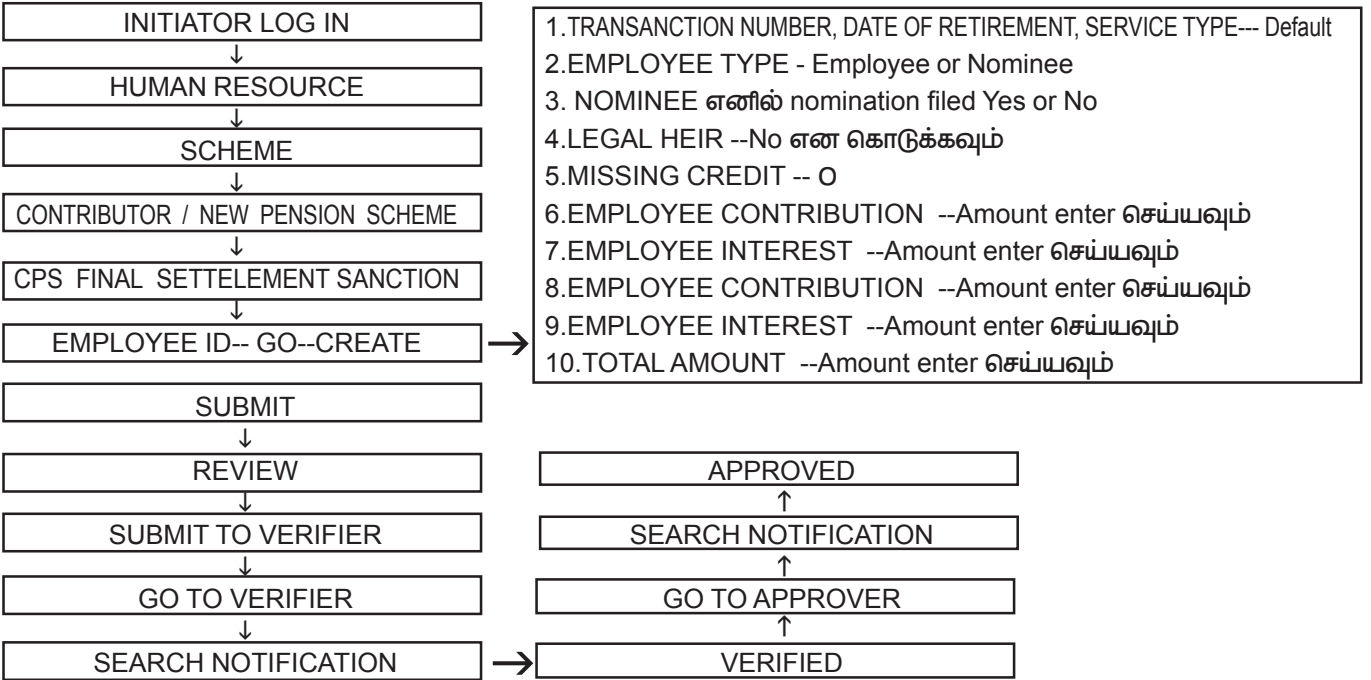 INITIATOR LOG IN
↓
HUMAN RESOURCE
↓
SCHEME
↓
CONTRIBUTOR / NEW PENSION SCHEME
↓
CPS FINAL SETTELEMENT SANCTION
↓
EMPLOYEE ID-- GO--CREATE
→
1.TRANSANCTION NUMBER, DATE OF RETIREMENT, SERVICE TYPE--- Default
2.EMPLOYEE TYPE - Employee or Nominee
3. NOMINEE எனில் nomination filed Yes or No
4.LEGAL HEIR --No என கொடுக்கவும்
5.MISSING CREDIT -- O
6.EMPLOYEE CONTRIBUTION --Amount enter செய்யவும்
7.EMPLOYEE INTEREST --Amount enter செய்யவும்
8.EMPLOYEE CONTRIBUTION --Amount enter செய்யவும்
9.EMPLOYEE INTEREST --Amount enter செய்யவும்
10.TOTAL AMOUNT --Amount enter செய்யவும்
SUBMIT
↓
REVIEW
↓
SUBMIT TO VERIFIER
↓
GO TO VERIFIER
↓
SEARCH NOTIFICATION
→
VERIFIED
↑
GO TO APPROVER
↑
SEARCH NOTIFICATION
↑
APPROVED